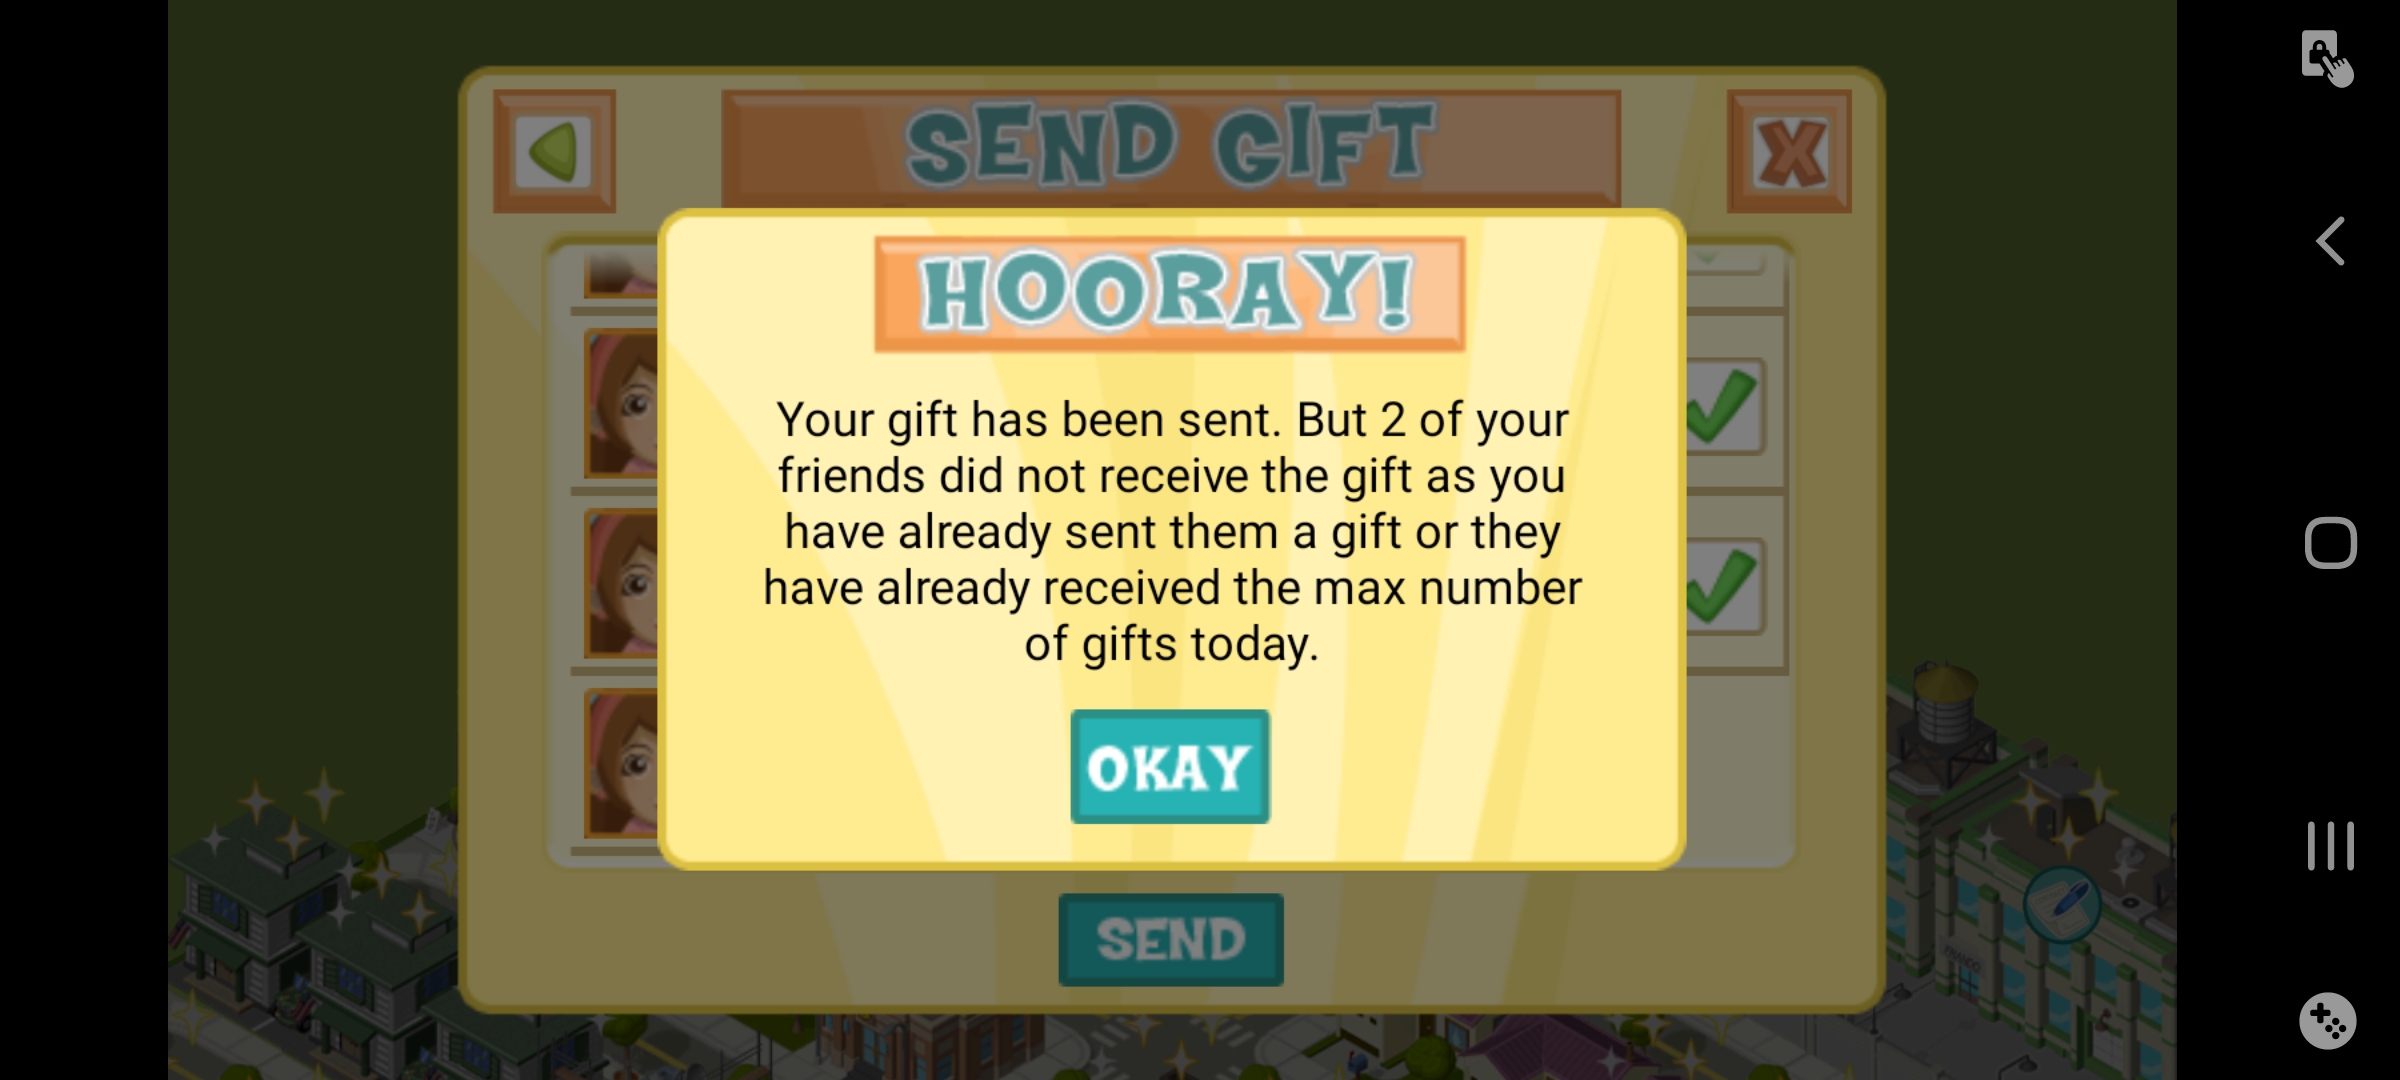 SEND GIFT
HOORAY!
Your gift has been sent. But 2 of your
friends did not receive the gift as you
have already sent them a gift or they
have already received the max number
of gifts today.
OKAY
SEND